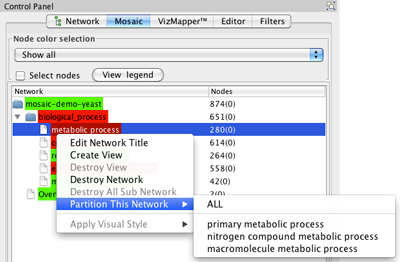 Control Panel
Network Mosaic VizMapper™ Editor Filters
Node color selection
Show all
Select nodes View legend
Network Nodes
mosaic-demo-yeast 874(0)
biological_process 651(0)
metabolic process 280(0)
614(0)
264(0)
558(0)
42(0)
Over 2(0)
Edit Network Title
Create View
Destroy View
Destroy Network
Destroy All Sub Network
Partition This Network
Apply Visual Style
ALL
primary metabolic process
nitrogen compound metabolic process
macromolecule metabolic process